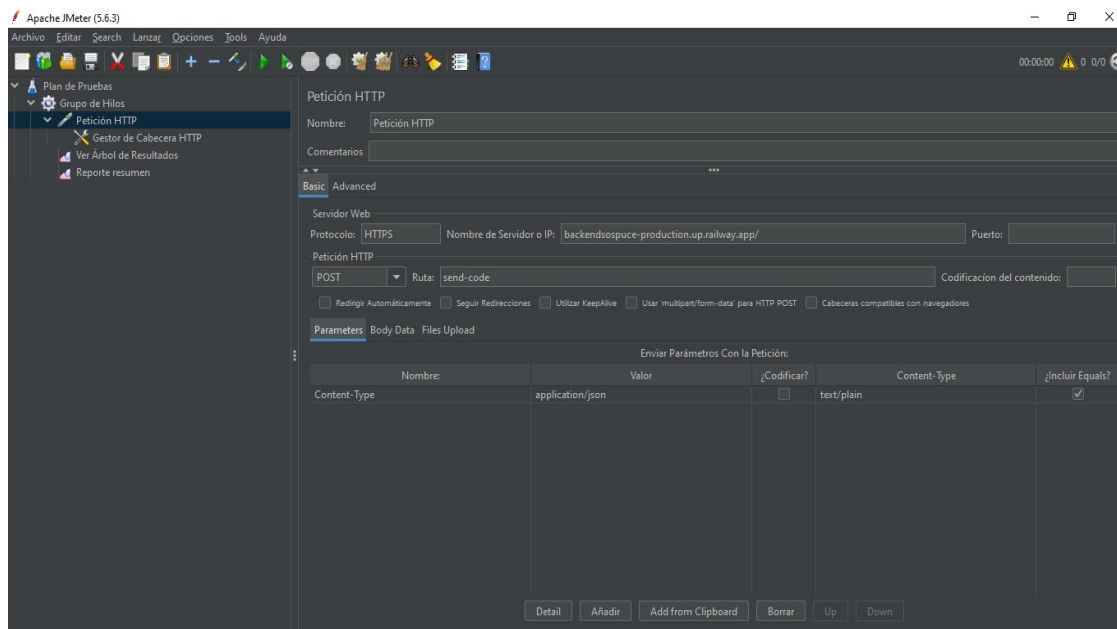 Apache JMeter (5.6.3)
Archivo Editar Search Lanzar Opciones Tools Ayuda
00:00:00 0 0/0
Plan de Pruebas
Grupo de Hilos
Petición HTTP
Gestor de Cabecera HTTP
Ver Árbol de Resultados
Reporte resumen
Petición HTTP
Nombre: Petición HTTP
Comentarios
Basic Advanced
Servidor Web
Protocolo: HTTPS Nombre de Servidor o IP: backendsospuce-production.up.railway.app/ Puerto:
Petición HTTP
POST Ruta: send-code Codificacíon del contenido:
Redirigir Automáticamente Seguir Redirecciones Utilizar KeepAlive Usar 'multipart/form-data' para HTTP POST Cabeceras compatibles con navegadores
Parameters Body Data Files Upload
Enviar Parámetros Con la Petición:
Nombre: Valor ¿Codificar? Content-Type ¿Incluir Equals?
Content-Type application/json text/plain
Detail Añadir Add from Clipboard Borrar Up Down